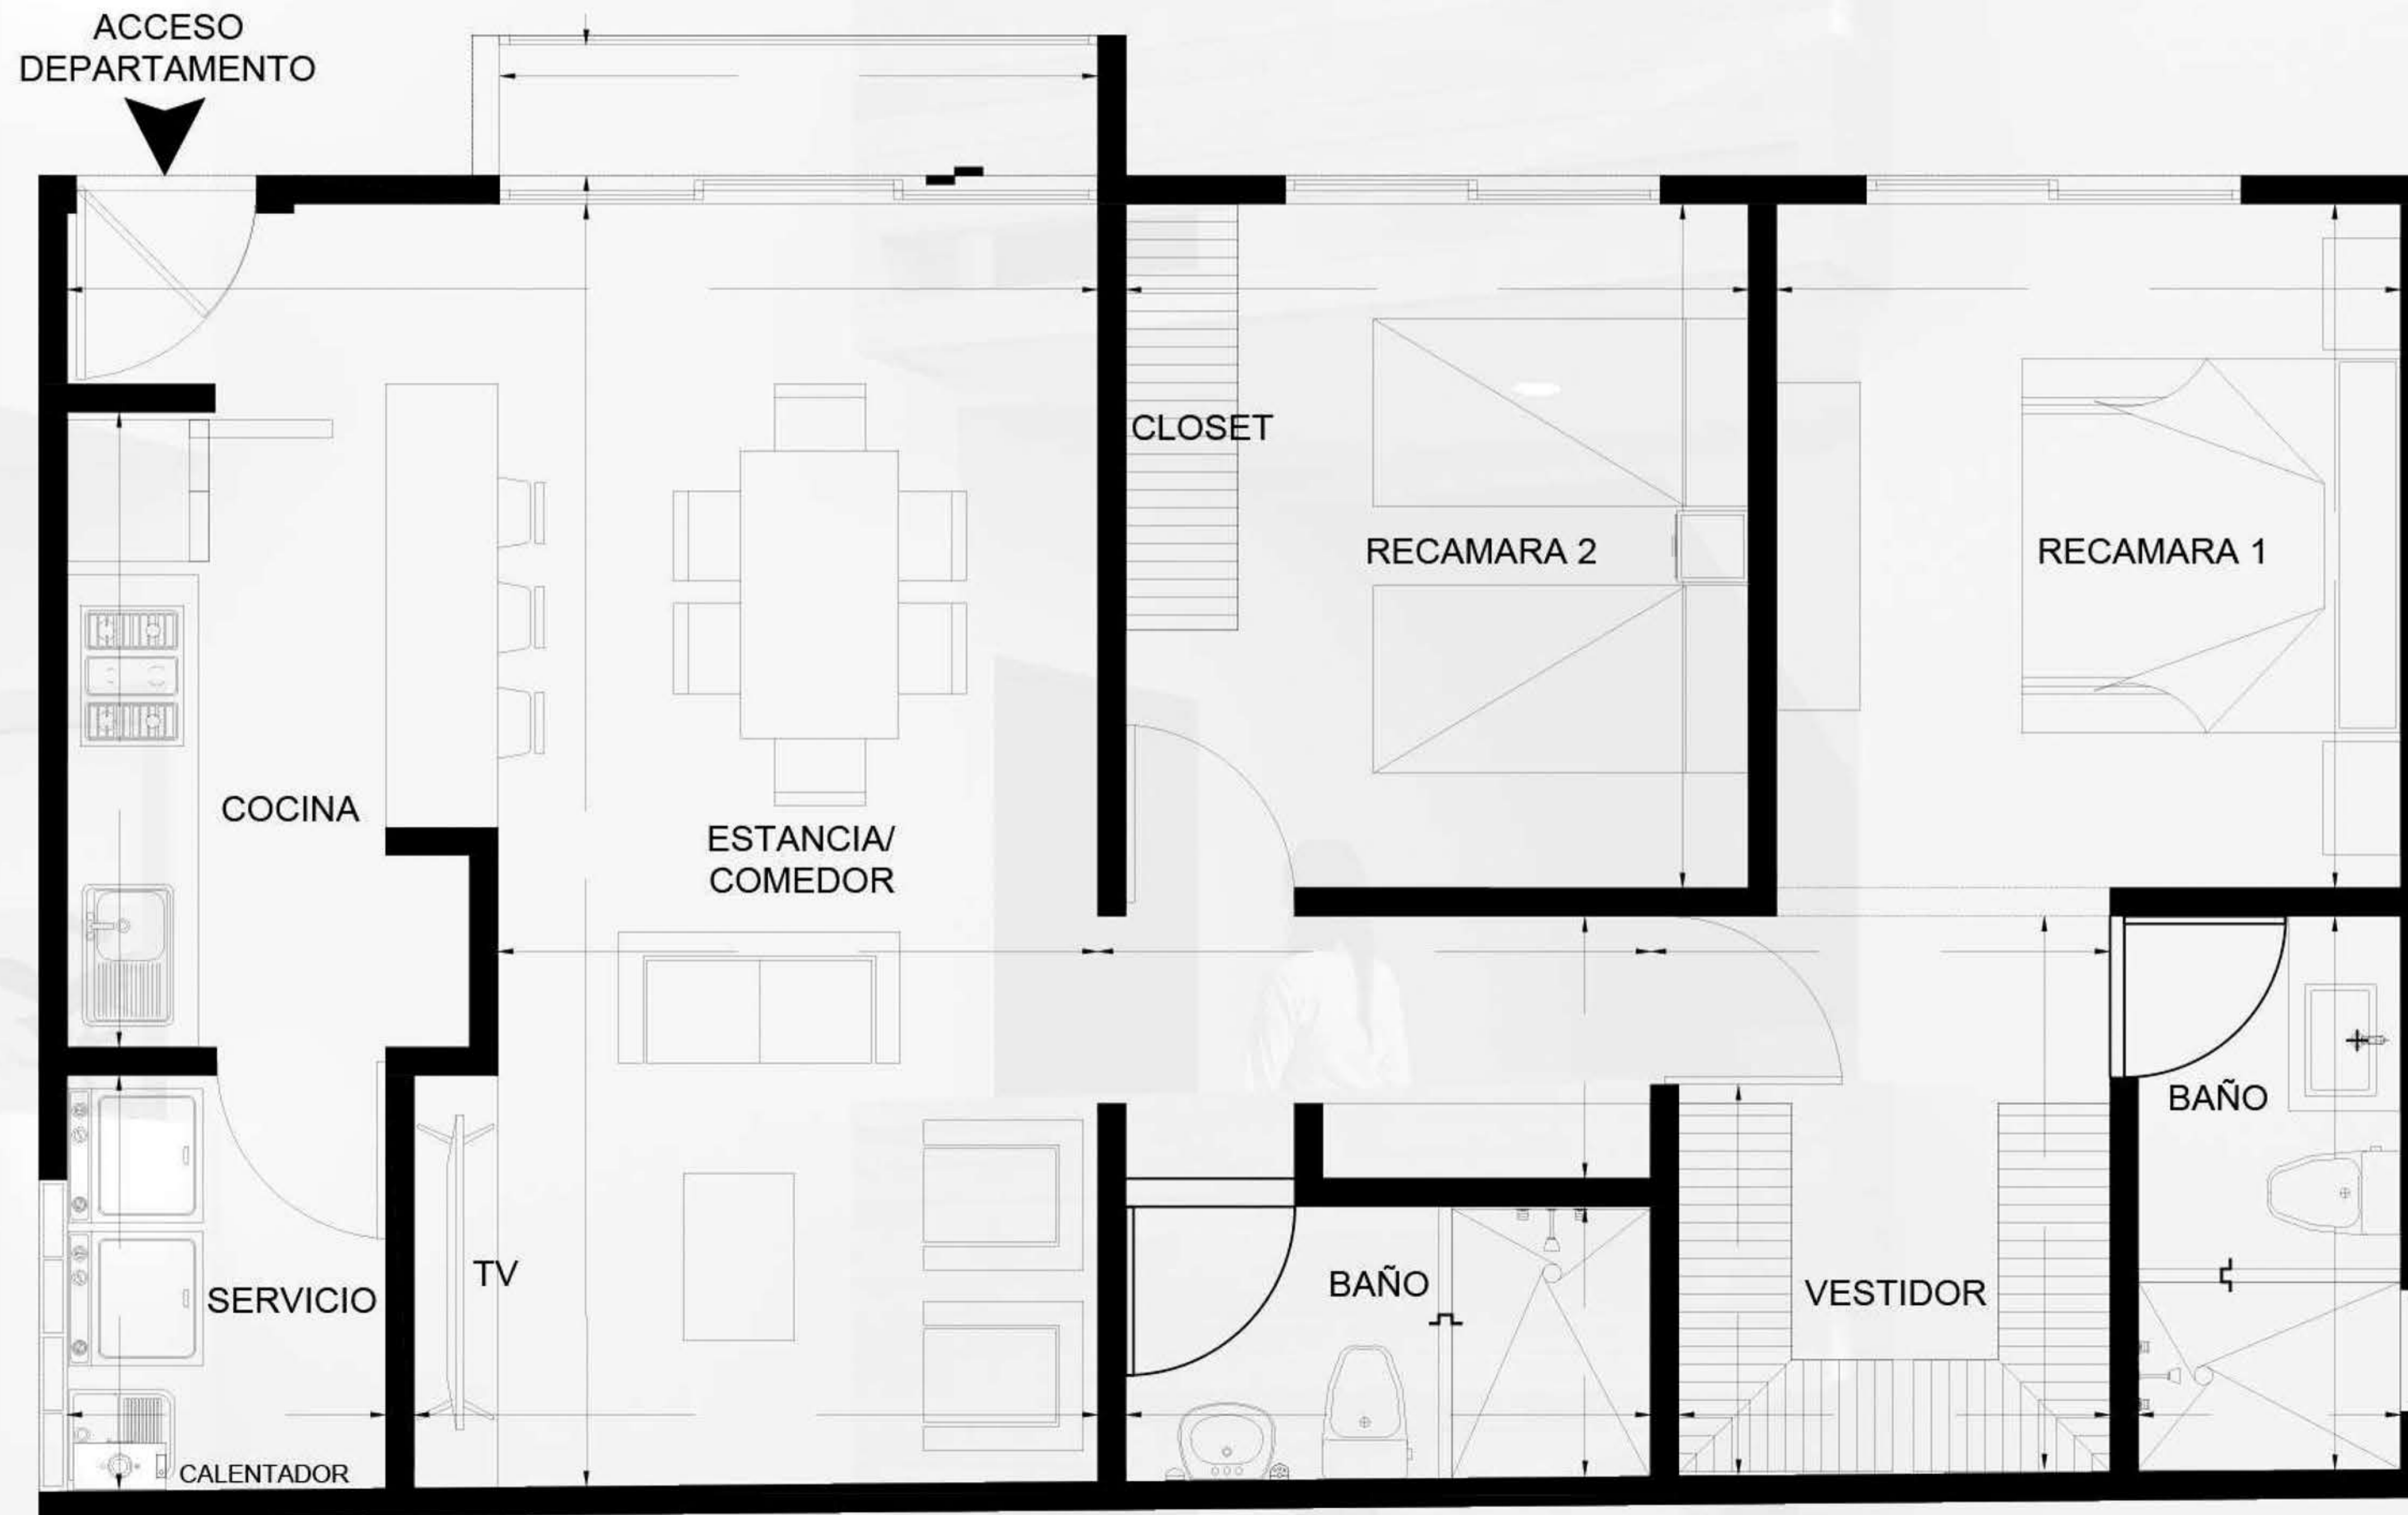 ACCESO
DEPARTAMENTO
CLOSET
RECAMARA 2
RECAMARA 1
COCINA
ESTANCIA/
COMEDOR
BAÑO
SERVICIO
TV
BAÑO
VESTIDOR
CALENTADOR